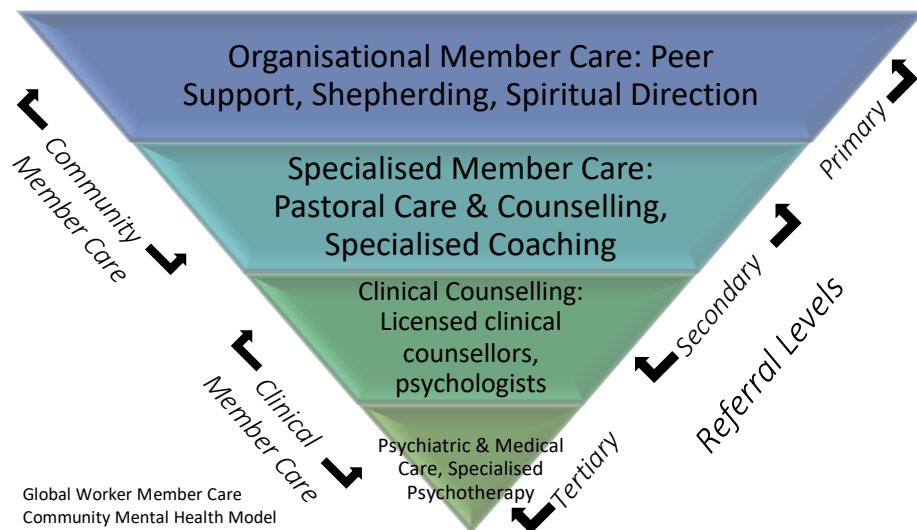 Organisational Member Care: Peer
Support, Shepherding, Spiritual Direction
Specialised Member Care:
Pastoral Care & Counselling,
Specialised Coaching
Clinical Counselling:
Licensed clinical
counsellors,
psychologists
Psychiatric & Medical
Care, Specialised
Psychotherapy
Community
Member Care
Clinical
Member Care
Primary
Secondary
Tertiary
Referral Levels
Global Worker Member Care
Community Mental Health Model